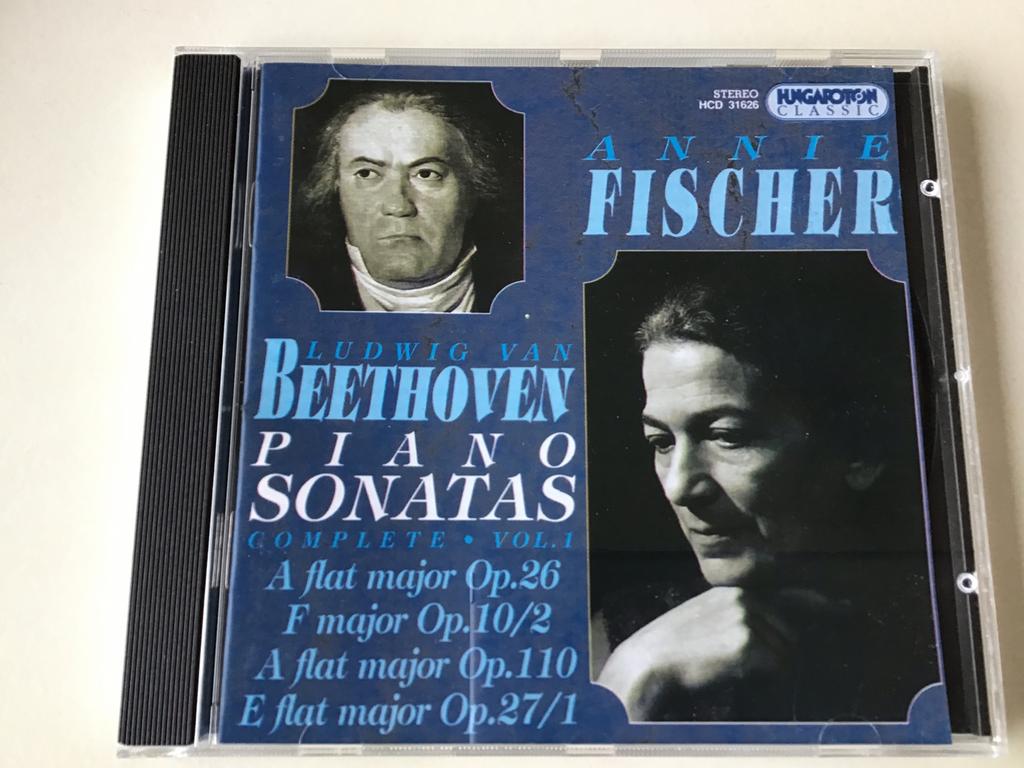 STEREO
HCD 31626
HUNGAROTON
CLASSIC
ANNIE
FISCHER
LUDWIG VAN
BEETHOVEN
PIANO
SONATAS
COMPLETE • VOL.1
A flat major Op.26
F major Op.10/2
A flat major Op.110
E flat major Op.27/1